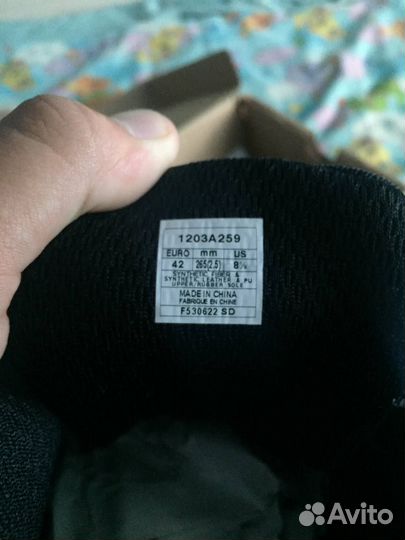 1203A259
EURO mm US
42 265(2.5) 8½
SYNTHETIC FIBER &
SYNTHETIC LEATHER & PU
UPPER/RUBBER SOLE
MADE IN CHINA
FABRIQUE EN CHINE
F530622 SD
Avito